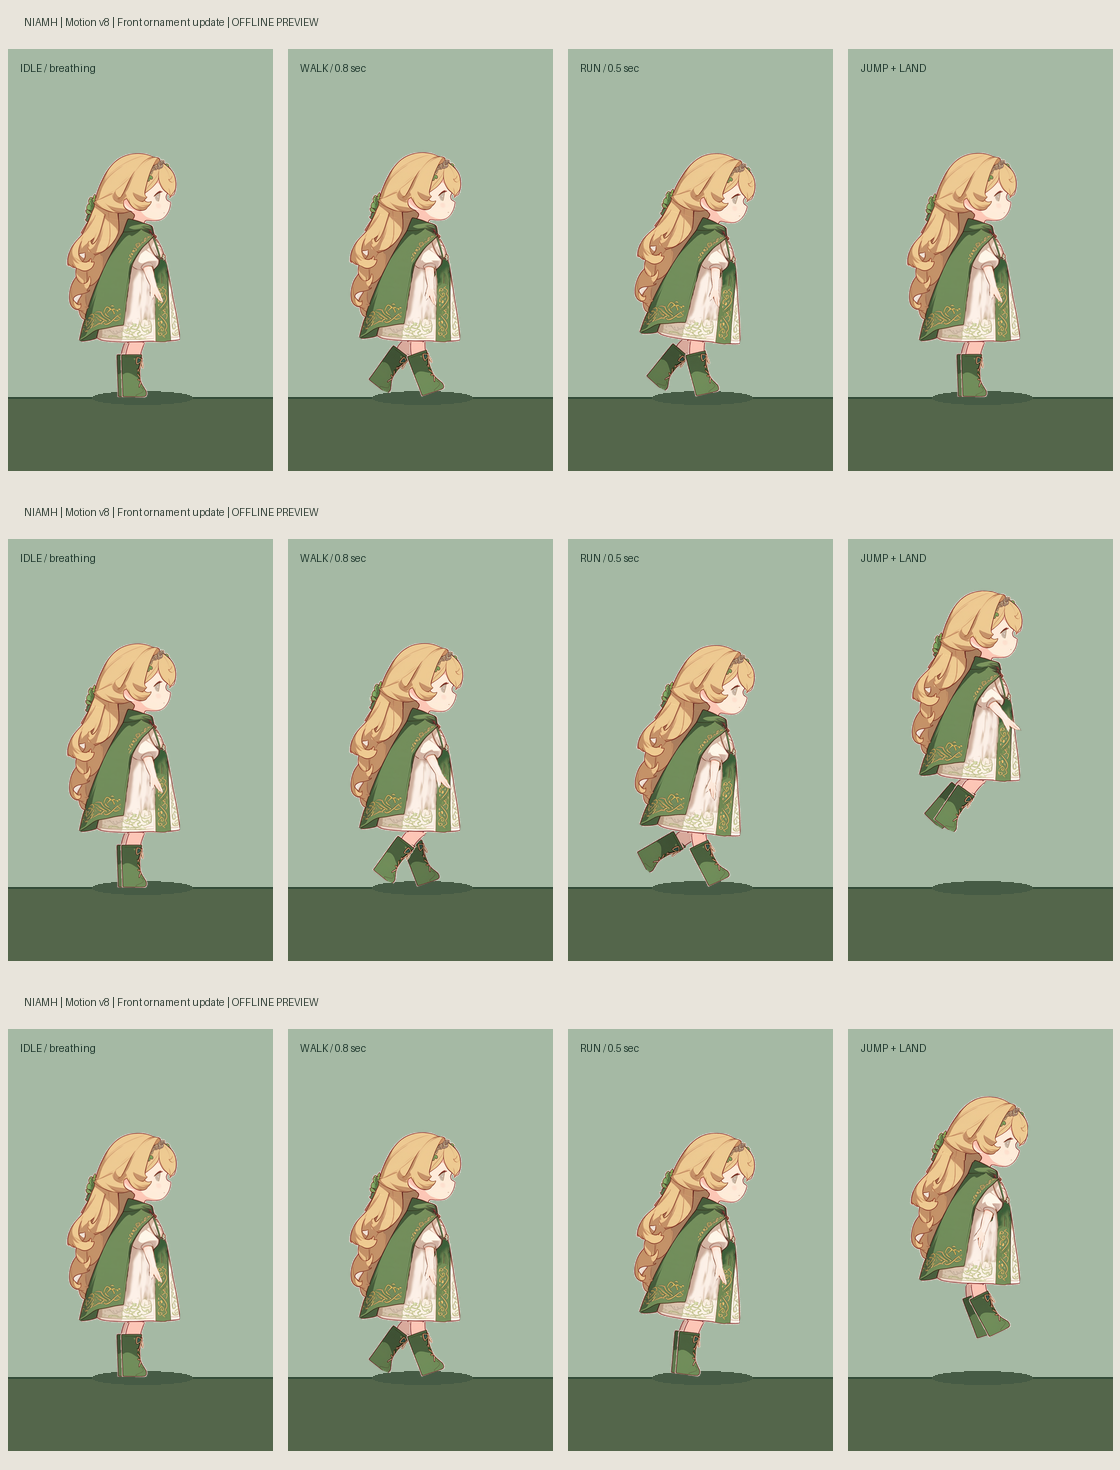 NIAMH | Motion v8 | Front ornament update | OFFLINE PREVIEW
IDLE / breathing
WALK / 0.8 sec
RUN / 0.5 sec
JUMP + LAND
NIAMH | Motion v8 | Front ornament update | OFFLINE PREVIEW
IDLE / breathing
WALK / 0.8 sec
RUN / 0.5 sec
JUMP + LAND
NIAMH | Motion v8 | Front ornament update | OFFLINE PREVIEW
IDLE / breathing
WALK / 0.8 sec
RUN / 0.5 sec
JUMP + LAND